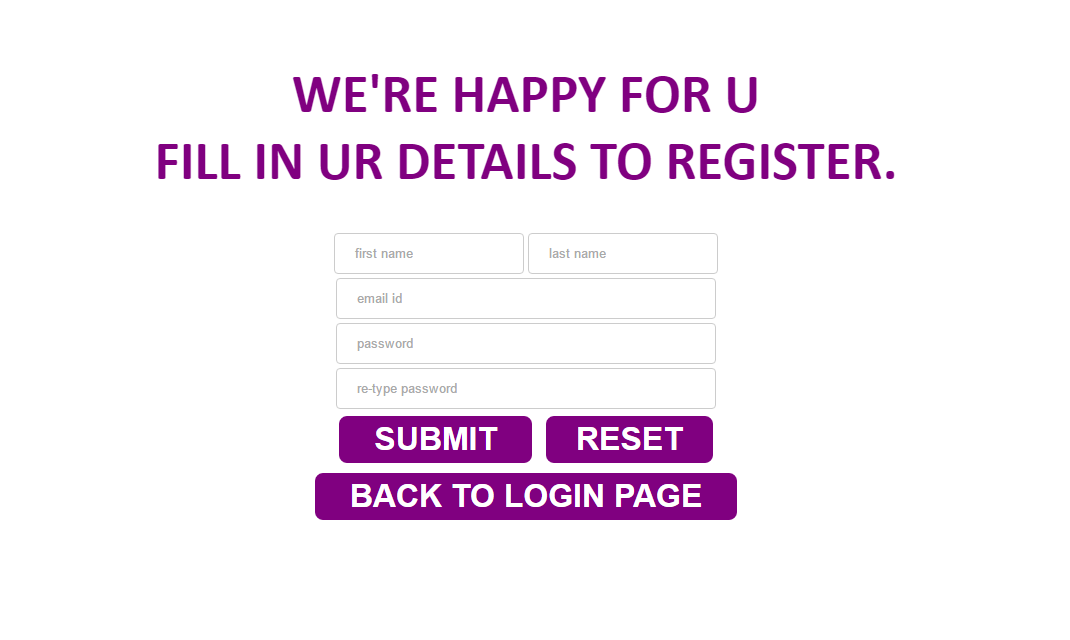 WE'RE HAPPY FOR U
FILL IN UR DETAILS TO REGISTER.
first name last name
email id
password
re-type password
SUBMIT RESET
BACK TO LOGIN PAGE